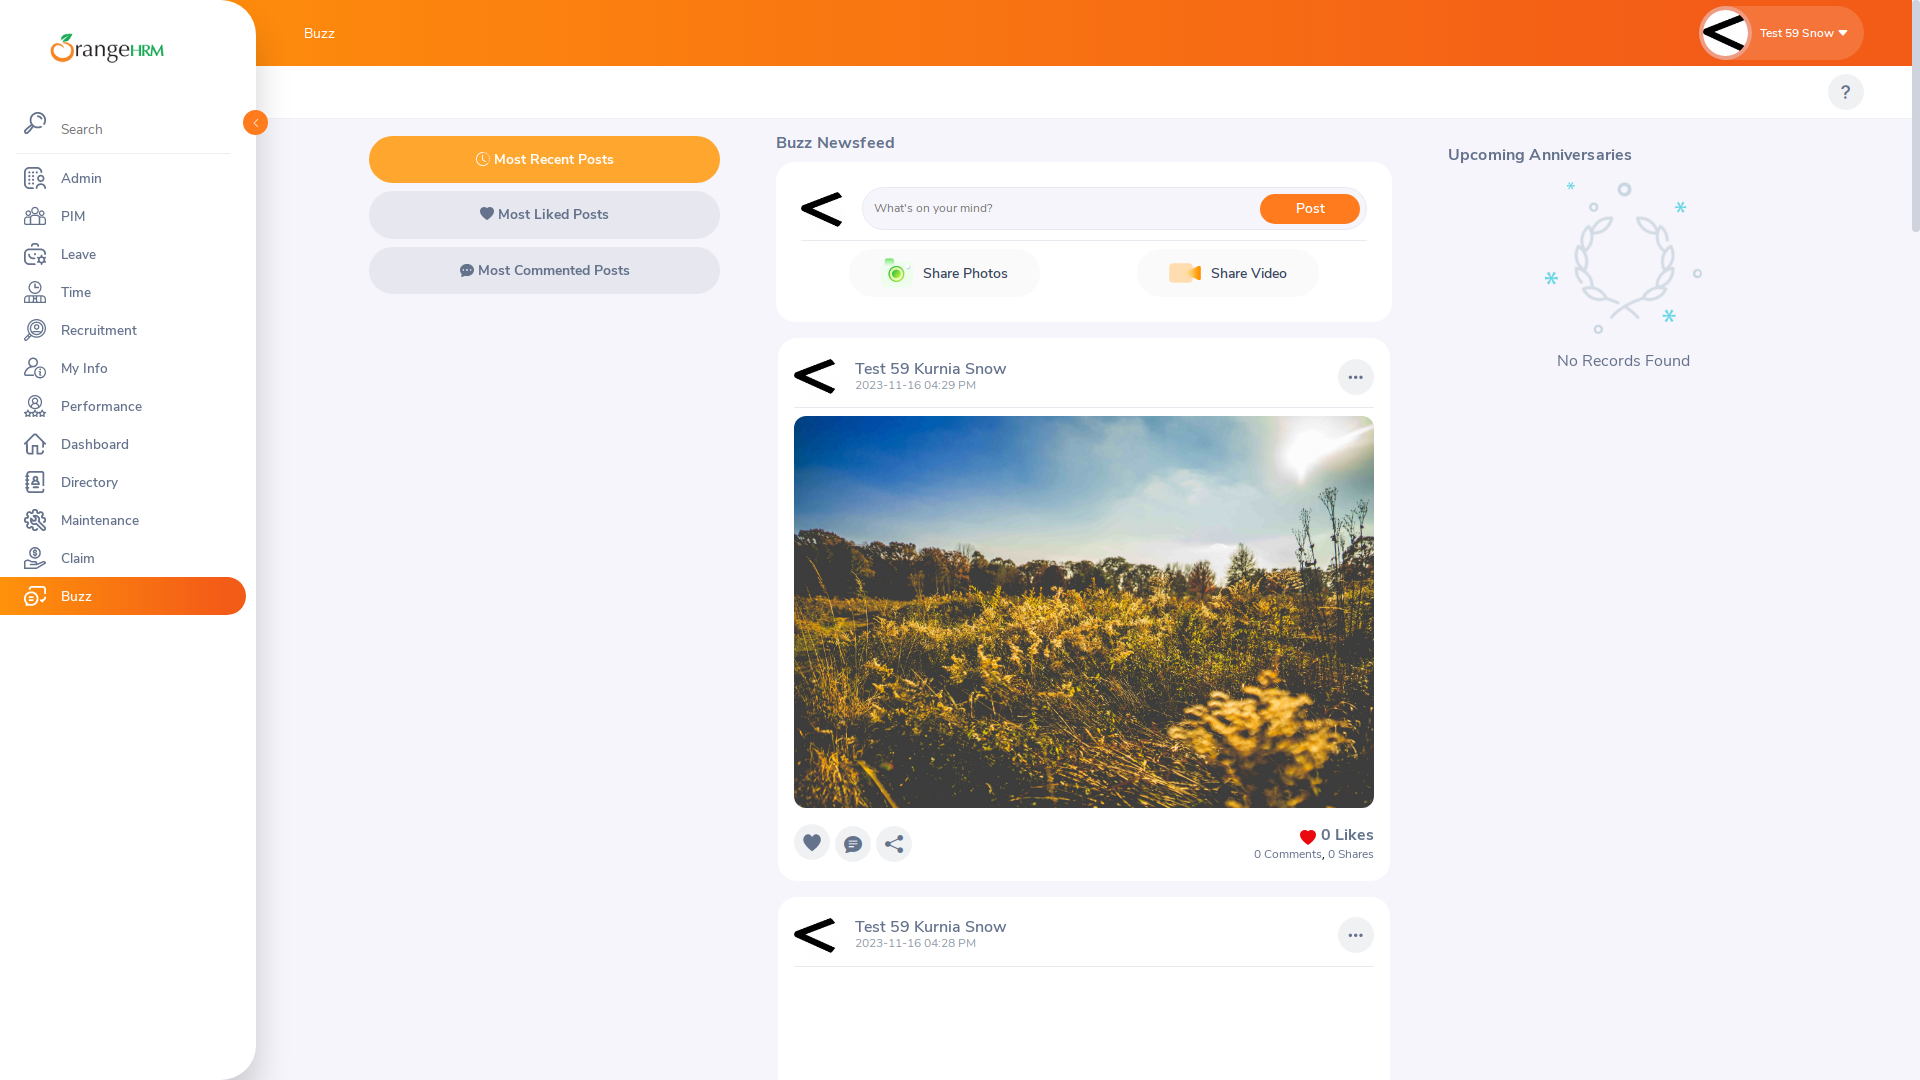 OrangeHRM
Search
Admin
PIM
Leave
Time
Recruitment
My Info
Performance
Dashboard
Directory
Maintenance
Claim
Buzz
Buzz
Test 59 Snow
?
Most Recent Posts
Most Liked Posts
Most Commented Posts
Buzz Newsfeed
What's on your mind?
Post
Share Photos
Share Video
Test 59 Kurnia Snow
2023-11-16 04:29 PM
0 Likes
0 Comments, 0 Shares
Test 59 Kurnia Snow
2023-11-16 04:28 PM
Upcoming Anniversaries
No Records Found